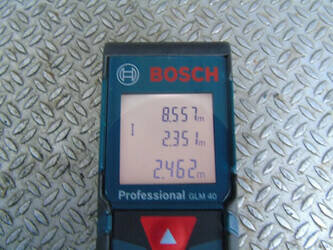 BOSCH
8.557m
2.351m
2.462m
Professional GLM 40